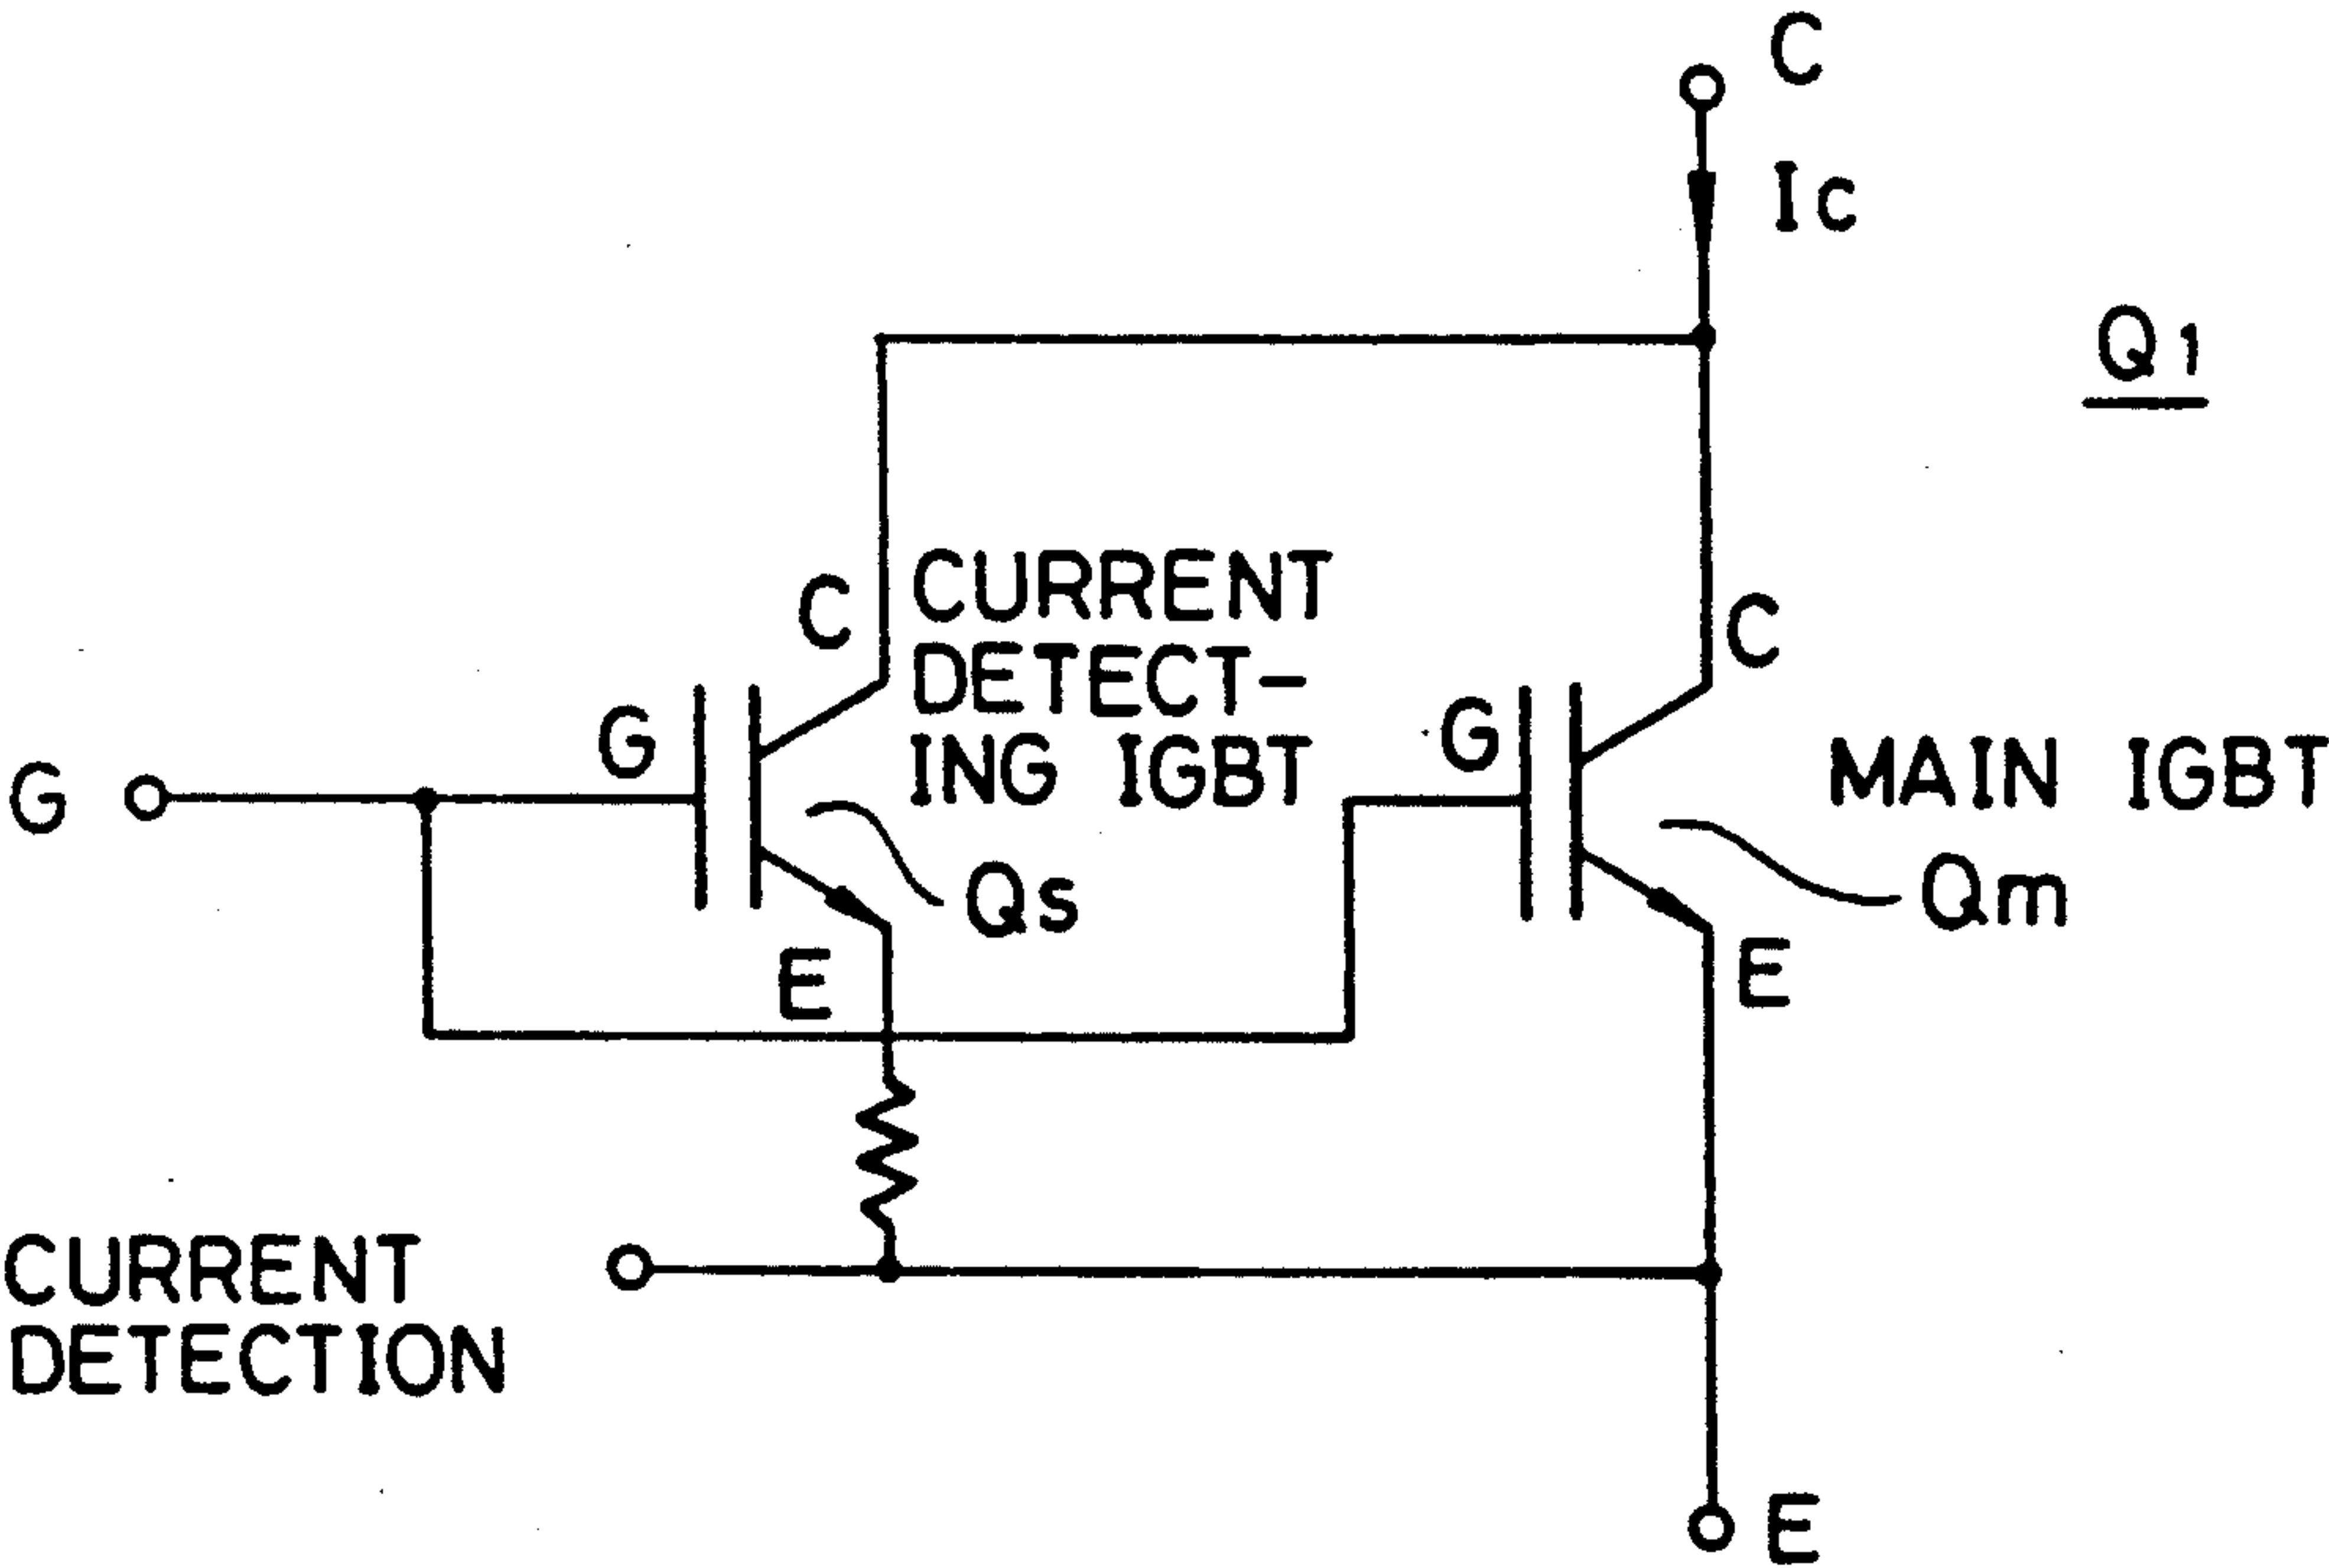 C
Ic
Q1
C
CURRENT
DETECT-
ING IGBT
C
G
G
G
MAIN IGBT
Qs
Qm
E
E
CURRENT
DETECTION
E